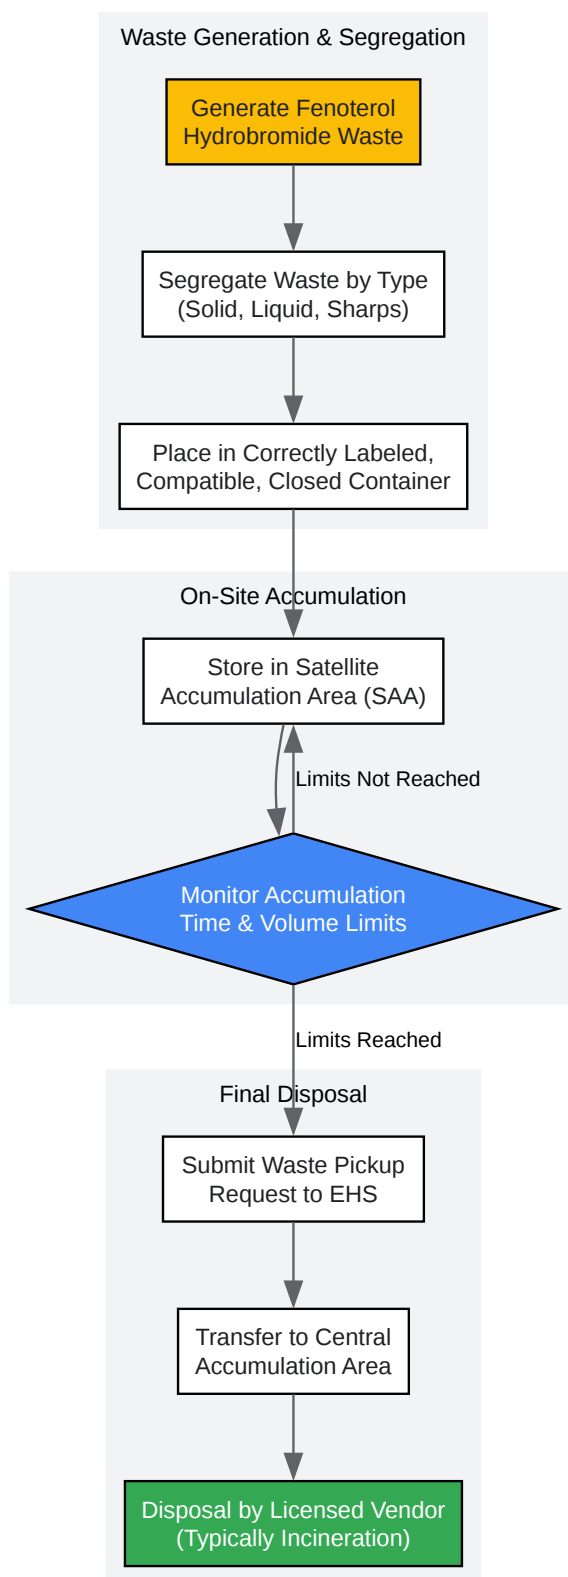 Waste Generation & Segregation
Generate Fenoterol
Hydrobromide Waste
Segregate Waste by Type
(Solid, Liquid, Sharps)
Place in Correctly Labeled,
Compatible, Closed Container
On-Site Accumulation
Store in Satellite
Accumulation Area (SAA)
Limits Not Reached
Monitor Accumulation
Time & Volume Limits
Limits Reached
Final Disposal
Submit Waste Pickup
Request to EHS
Transfer to Central
Accumulation Area
Disposal by Licensed Vendor
(Typically Incineration)